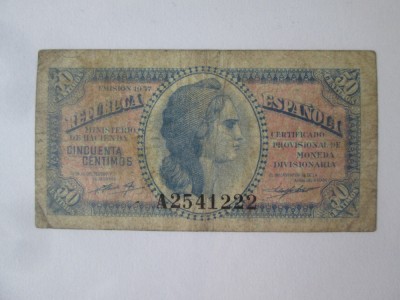 EMISION 1937
50 50
REPUBLICA ESPAÑOLA
MINISTERIO
DE HACIENDA
CINCUENTA
CENTIMOS
CERTIFICADO
PROVISIONAL DE
MONEDA
DIVISIONARIA
50 50
A2541222